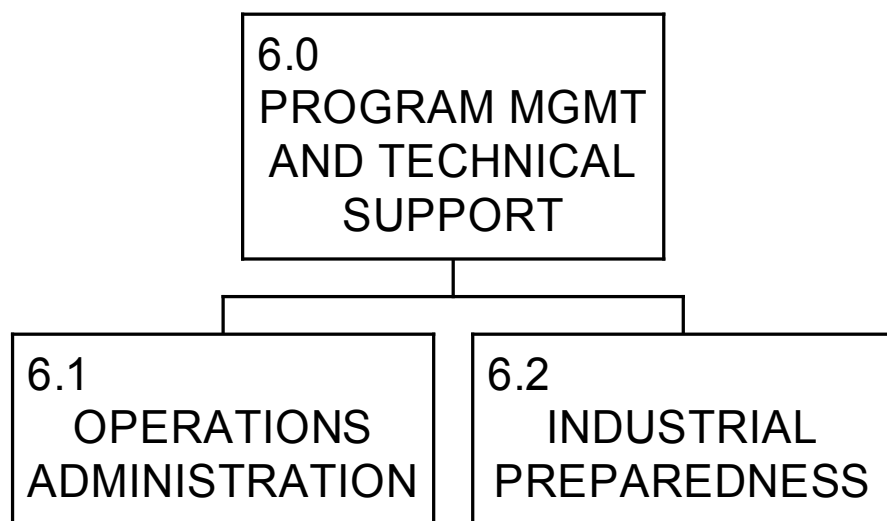 6.0
PROGRAM MGMT
AND TECHNICAL
SUPPORT
6.1
OPERATIONS
ADMINISTRATION
6.2
INDUSTRIAL
PREPAREDNESS